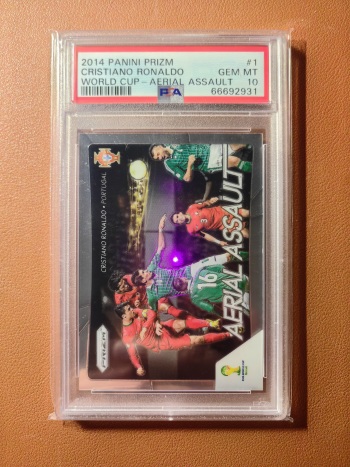 2014 PANINI PRIZM #1
CRISTIANO RONALDO GEM MT
WORLD CUP - AERIAL ASSAULT 10
PSA 66692931
CRISTIANO RONALDO • PORTUGAL
16
AERIAL ASSAULT
PRIZM